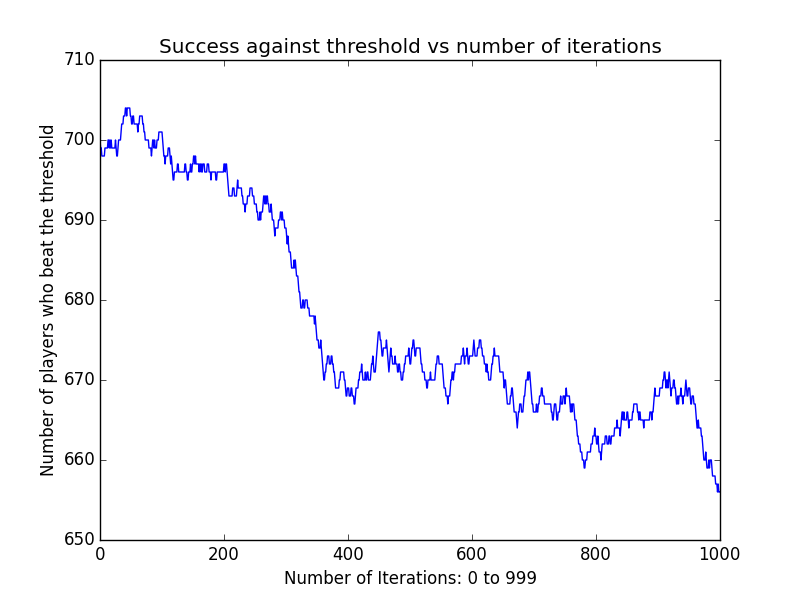 Success against threshold vs number of iterations
710
700
690
680
670
660
650
Number of players who beat the threshold
0 200 400 600 800 1000
Number of Iterations: 0 to 999